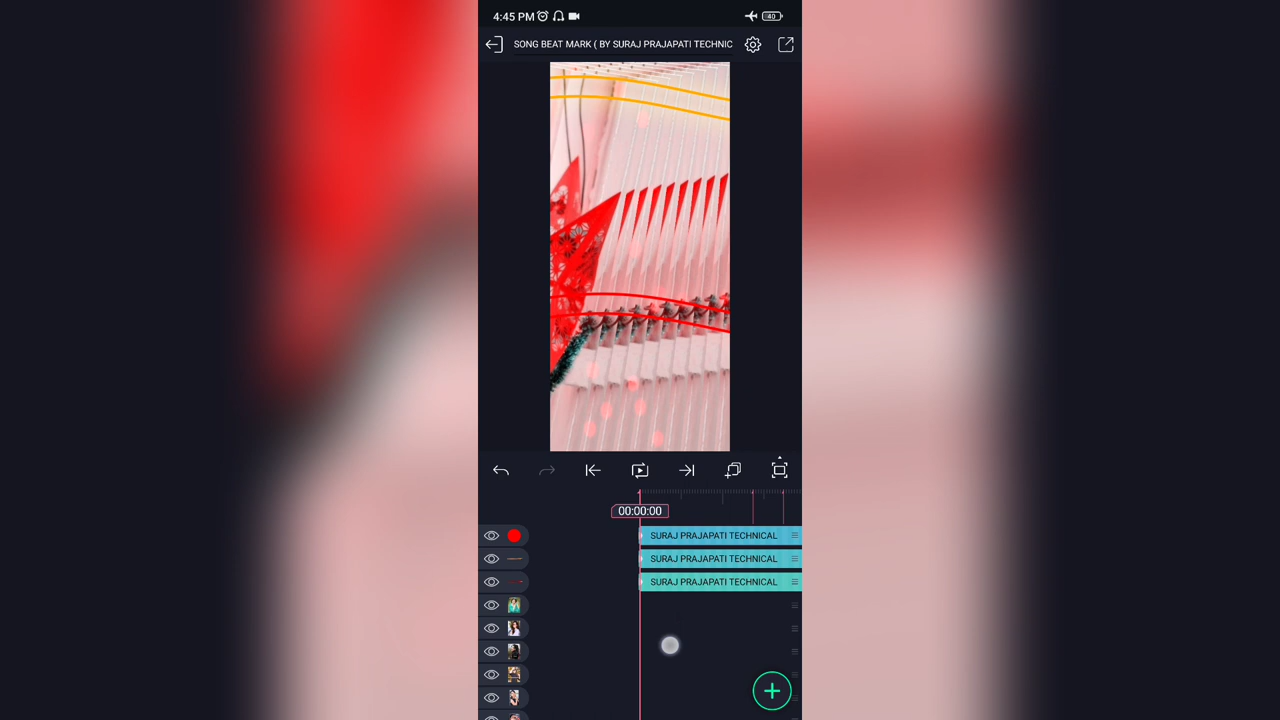 4:45 PM
40
SONG BEAT MARK ( BY SURAJ PRAJAPATI TECHNIC
00:00:00
SURAJ PRAJAPATI TECHNICAL
SURAJ PRAJAPATI TECHNICAL
SURAJ PRAJAPATI TECHNICAL